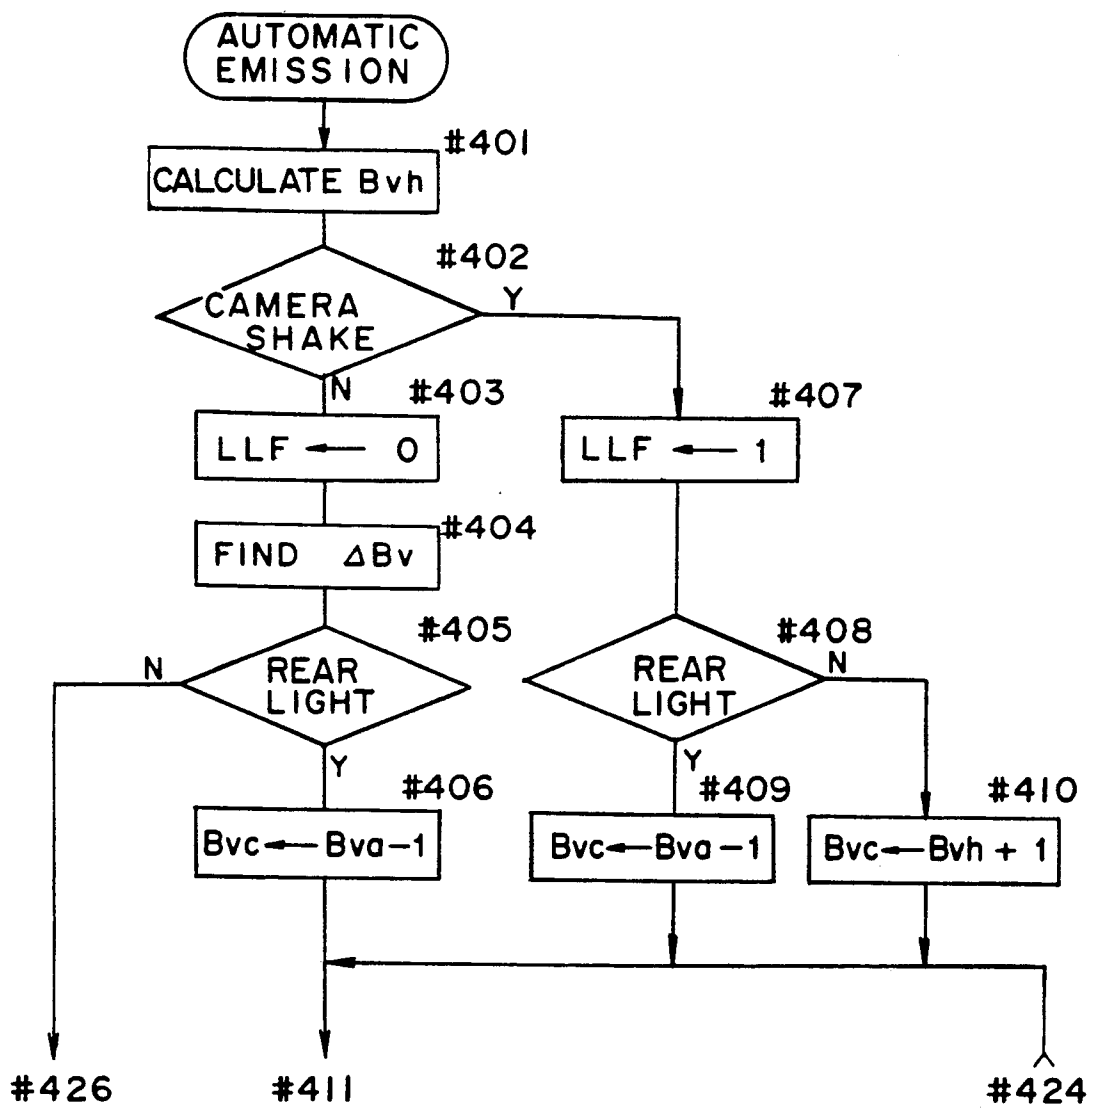 AUTOMATIC
EMISSION
#401
CALCULATE Bvh
#402
CAMERA
SHAKE
Y
N
#403
LLF ← 0
#407
LLF ← 1
#404
FIND ΔBv
#405
REAR
LIGHT
N
Y
#408
REAR
LIGHT
N
Y
#406
Bvc ← Bva - 1
#409
Bvc ← Bva - 1
#410
Bvc ← Bvh + 1
#426
#411
#424